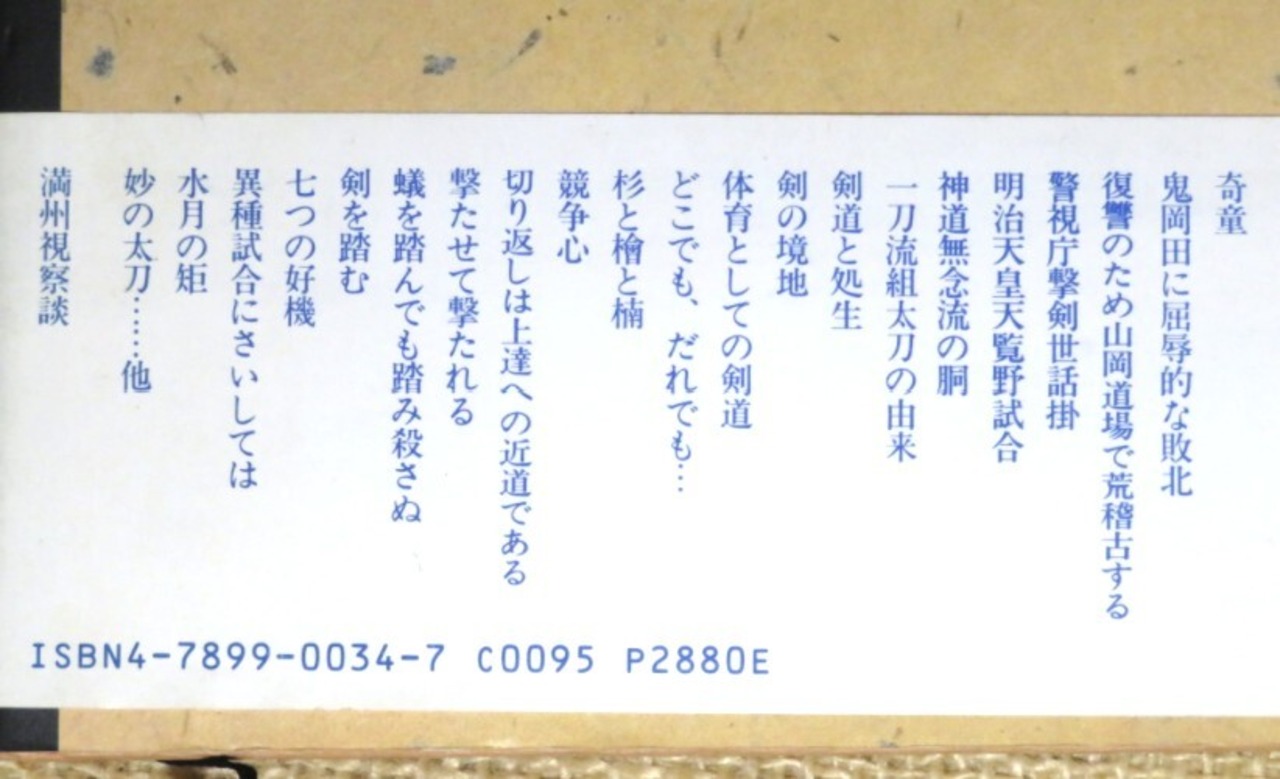 奇童
鬼岡田に屈辱的な敗北
復讐のため山岡道場で荒稽古する
警視庁撃剣世話掛
明治天皇天覧野試合
神道無念流の胴
一刀流組太刀の由来
剣道と処生
剣の境地
体育としての剣道
どこでも、だれでも…
杉と檜と楠
競争心
切り返しは上達への近道である
撃たせて撃たれる
蟻を踏んでも踏み殺さぬ
剣を踏む
七つの好機
異種試合にさいしては
水月の矩
妙の太刀……他
満州視察談
ISBN4-7899-0034-7 C0095 P2880E